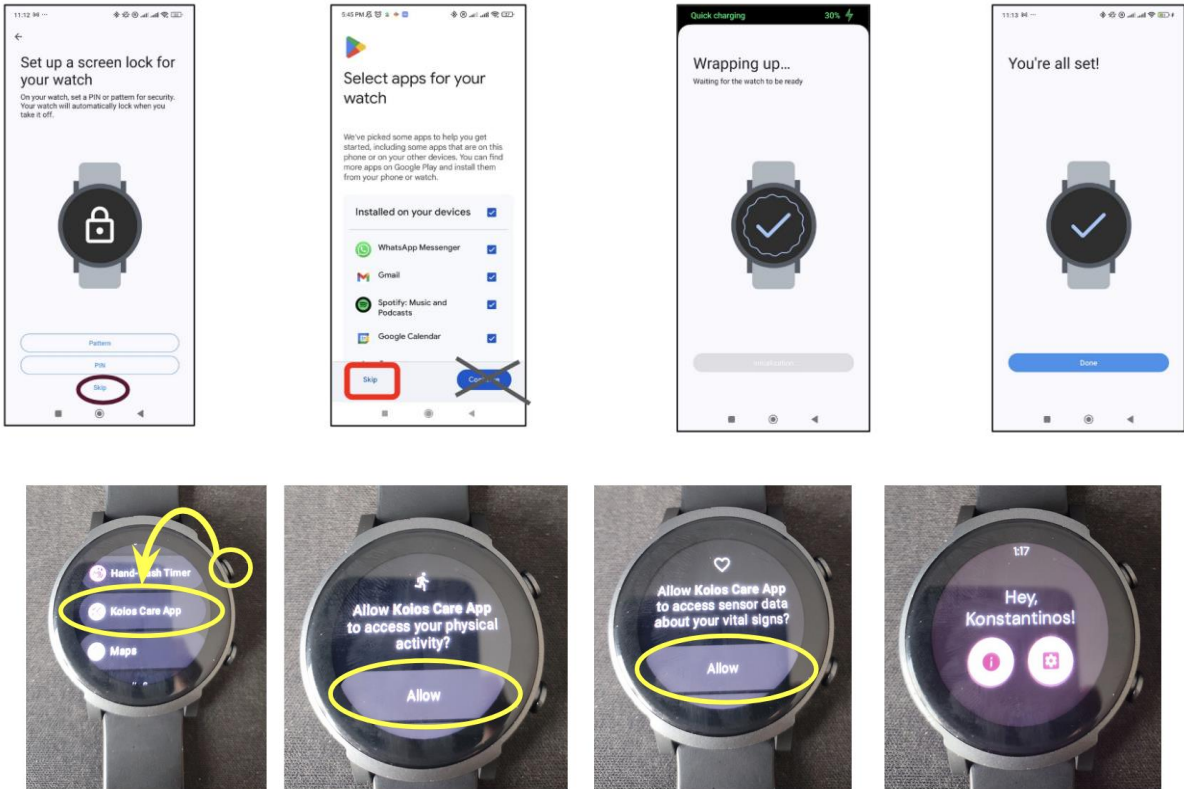 11:12
Set up a screen lock for
your watch
On your watch, set a PIN or pattern for security.
Your watch will automatically lock when you
take it off.
Pattern
PIN
Skip
5:45 PM
Select apps for your
watch
We've picked some apps to help you get
started, including some apps that are on this
phone or on your other devices. You can find
more apps on Google Play and install them
from your phone or watch.
Installed on your devices
WhatsApp Messenger
Gmail
Spotify: Music and
Podcasts
Google Calendar
Skip
Quick charging 30%
Wrapping up...
Waiting for the watch to be ready
11:13
You're all set!
Done
Kolos Care App
Maps
Allow Kolos Care App
to access your physical
activity?
Allow
Allow Kolos Care App
to access sensor data
about your vital signs?
Allow
1:17
Hey,
Konstantinos!